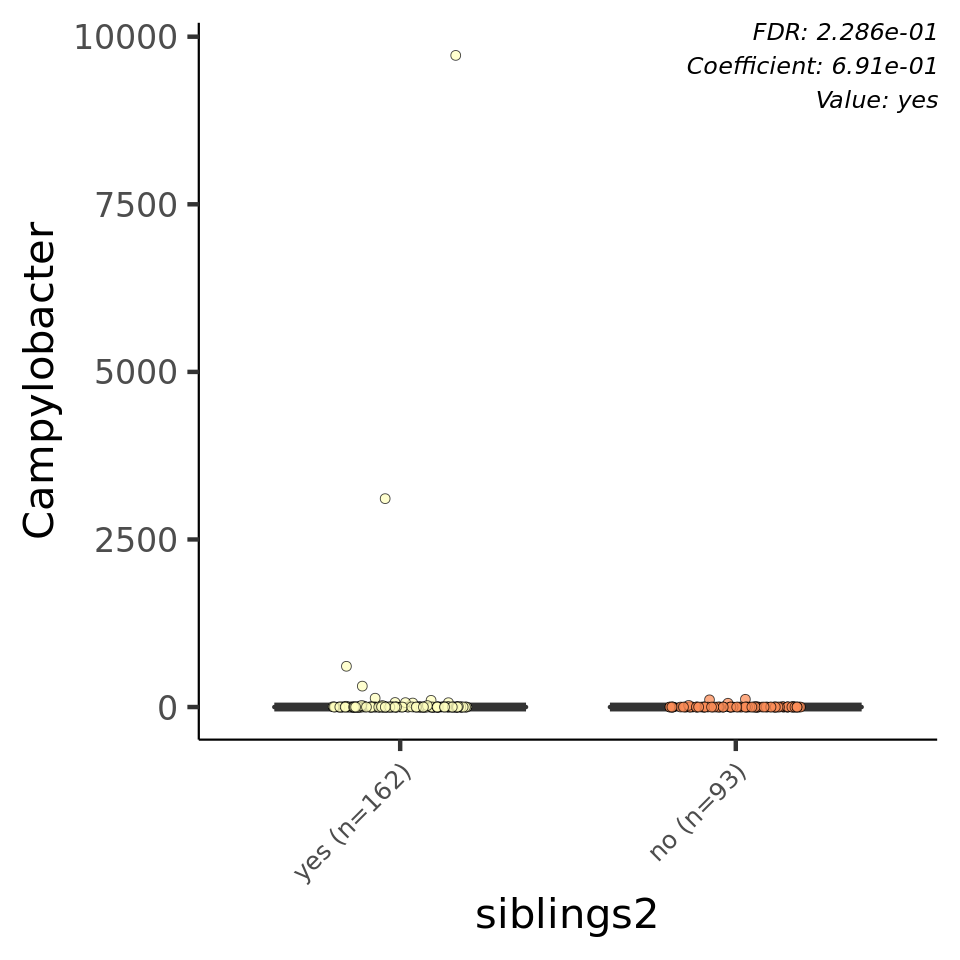 FDR: 2.286e-01
Coefficient: 6.91e-01
Value: yes
10000
7500
5000
2500
0
Campylobacter
yes (n=162)
no (n=93)
siblings2